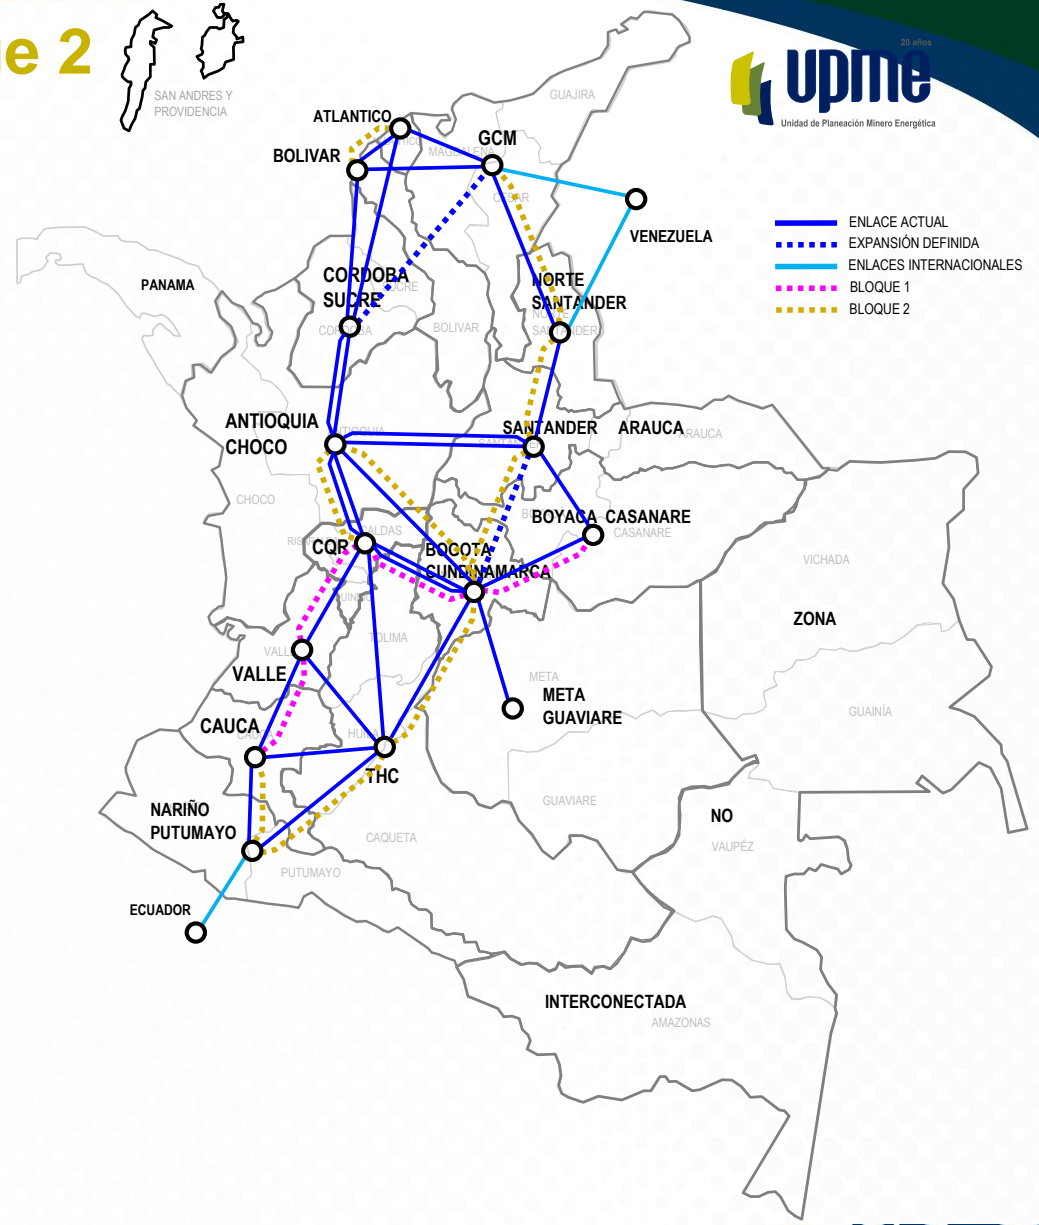 e 2
SAN ANDRES Y
PROVIDENCIA
20 años
upme
Unidad de Planeación Minero Energética
GUAJIRA
ATLANTICO
GCM
MAGDALENA
BOLIVAR
CESAR
VENEZUELA
ENLACE ACTUAL
EXPANSIÓN DEFINIDA
ENLACES INTERNACIONALES
BLOQUE 1
BLOQUE 2
PANAMA
CORDOBA
SUCRE
SUCRE
CORDOBA
BOLIVAR
NORTE
SANTANDER
NORTE
SANTANDER
ANTIOQUIA
CHOCO
ANTIOQUIA
SANTANDER
SANTANDER
ARAUCA
ARAUCA
CHOCO
CALDAS
CQR
BOGOTA
CUNDINAMARCA
BOYACA CASANARE
CASANARE
VICHADA
ZONA
TOLIMA
VALLE
VALLE
META
META
GUAVIARE
GUAINÍA
CAUCA
CAUCA
HUILA
THC
NARIÑO
PUTUMAYO
GUAVIARE
NO
VAUPÉZ
CAQUETA
PUTUMAYO
ECUADOR
INTERCONECTADA
AMAZONAS